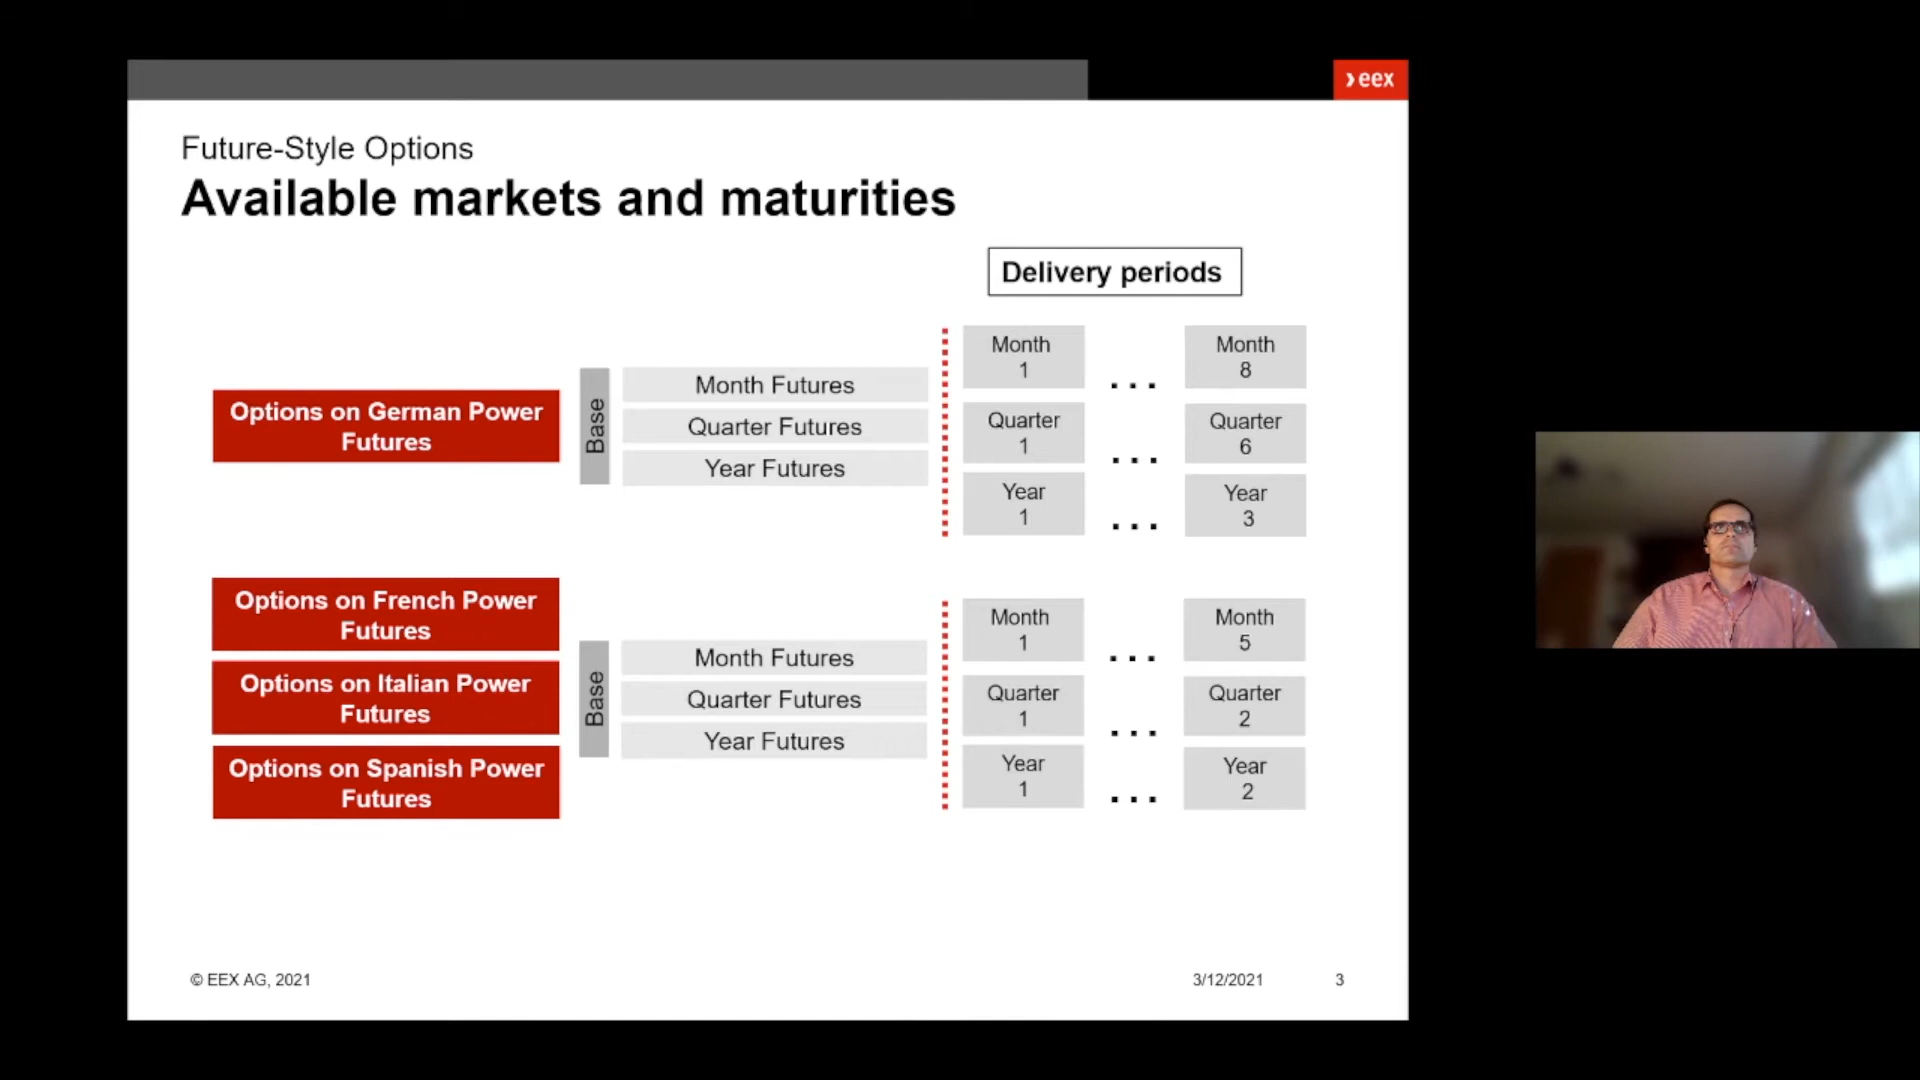 eex
Future-Style Options
Available markets and maturities
Delivery periods
Options on German Power
Futures
Base
Month Futures
Quarter Futures
Year Futures
Month
1
...
Month
8
Quarter
1
...
Quarter
6
Year
1
...
Year
3
Options on French Power
Futures
Options on Italian Power
Futures
Options on Spanish Power
Futures
Base
Month Futures
Quarter Futures
Year Futures
Month
1
...
Month
5
Quarter
1
...
Quarter
2
Year
1
...
Year
2
© EEX AG, 2021
3/12/2021
3